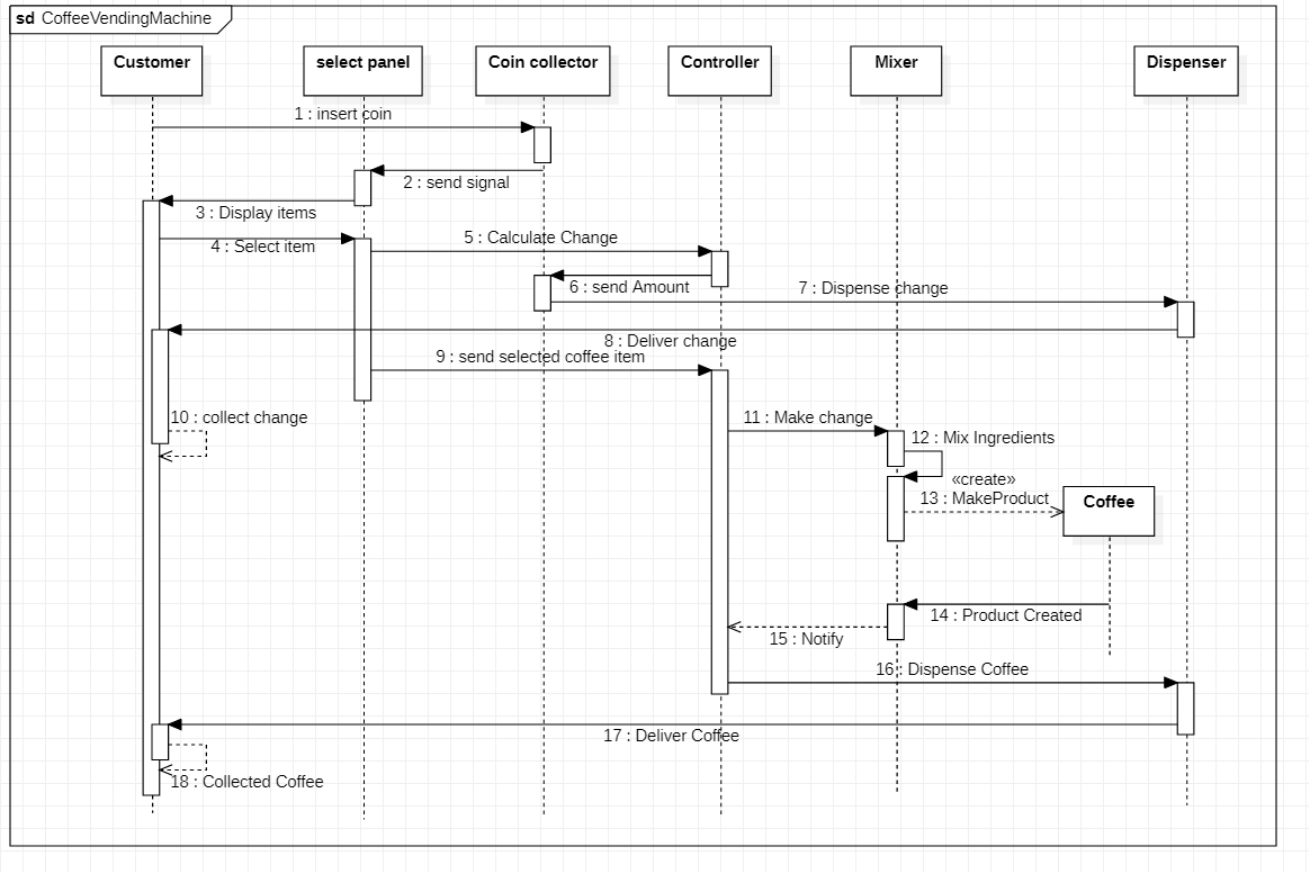 sd CoffeeVendingMachine
Customer
select panel
Coin collector
Controller
Mixer
Dispenser
1 : insert coin
2 : send signal
3 : Display items
4 : Select item
5 : Calculate Change
6 : send Amount
7 : Dispense change
8 : Deliver change
9 : send selected coffee item
10 : collect change
11 : Make change
12 : Mix Ingredients
«create»
13 : MakeProduct
Coffee
14 : Product Created
15 : Notify
16 : Dispense Coffee
17 : Deliver Coffee
18 : Collected Coffee